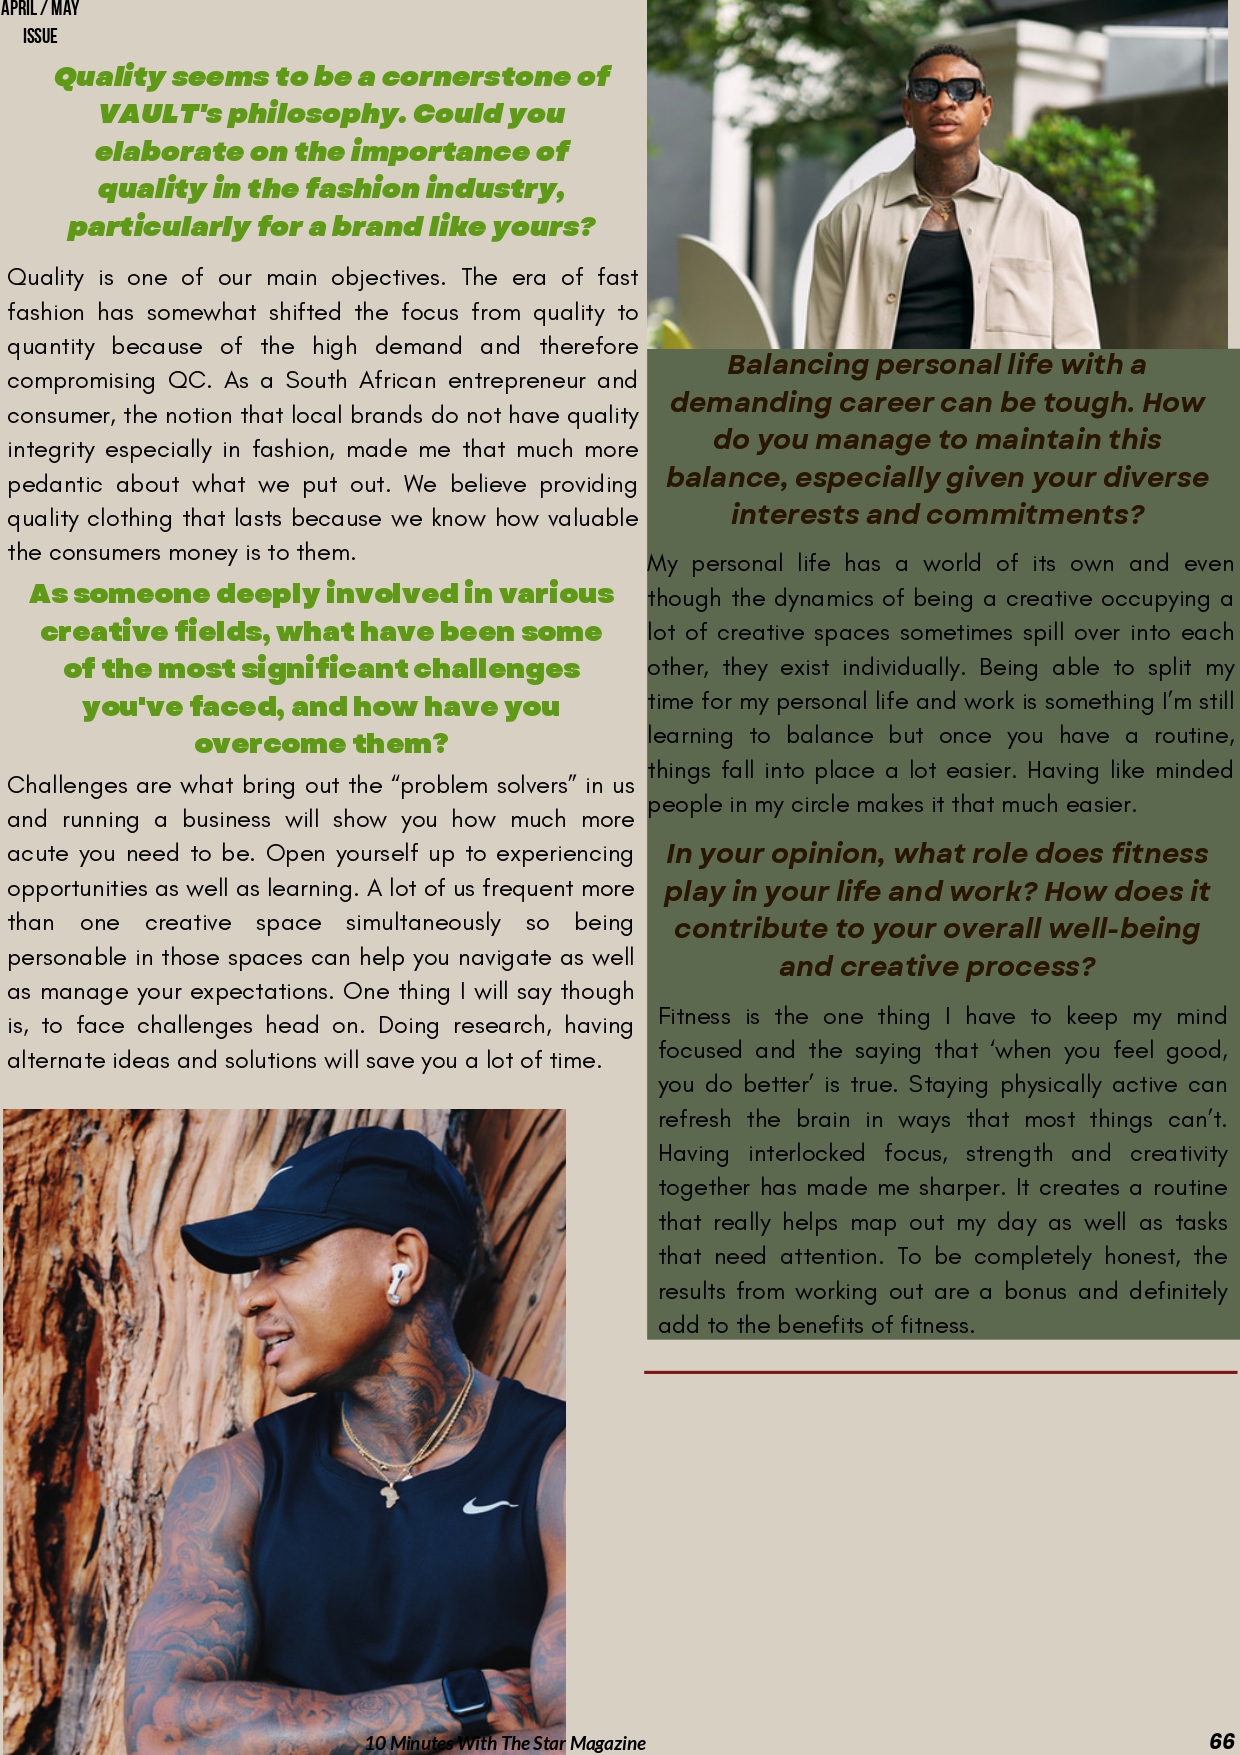 APRIL / MAY
ISSUE
Quality seems to be a cornerstone of
VAULT's philosophy. Could you
elaborate on the importance of
quality in the fashion industry,
particularly for a brand like yours?
Quality is one of our main objectives. The era of fast
fashion has somewhat shifted the focus from quality to
quantity because of the high demand and therefore
compromising QC. As a South African entrepreneur and
consumer, the notion that local brands do not have quality
integrity especially in fashion, made me that much more
pedantic about what we put out. We believe providing
quality clothing that lasts because we know how valuable
the consumers money is to them.
As someone deeply involved in various
creative fields, what have been some
of the most significant challenges
you've faced, and how have you
overcome them?
Challenges are what bring out the “problem solvers” in us
and running a business will show you how much more
acute you need to be. Open yourself up to experiencing
opportunities as well as learning. A lot of us frequent more
than one creative space simultaneously so being
personable in those spaces can help you navigate as well
as manage your expectations. One thing I will say though
is, to face challenges head on. Doing research, having
alternate ideas and solutions will save you a lot of time.
Balancing personal life with a
demanding career can be tough. How
do you manage to maintain this
balance, especially given your diverse
interests and commitments?
My personal life has a world of its own and even
though the dynamics of being a creative occupying a
lot of creative spaces sometimes spill over into each
other, they exist individually. Being able to split my
time for my personal life and work is something I’m still
learning to balance but once you have a routine,
things fall into place a lot easier. Having like minded
people in my circle makes it that much easier.
In your opinion, what role does fitness
play in your life and work? How does it
contribute to your overall well-being
and creative process?
Fitness is the one thing I have to keep my mind
focused and the saying that ‘when you feel good,
you do better’ is true. Staying physically active can
refresh the brain in ways that most things can’t.
Having interlocked focus, strength and creativity
together has made me sharper. It creates a routine
that really helps map out my day as well as tasks
that need attention. To be completely honest, the
results from working out are a bonus and definitely
add to the benefits of fitness.
10 Minutes With The Star Magazine
66